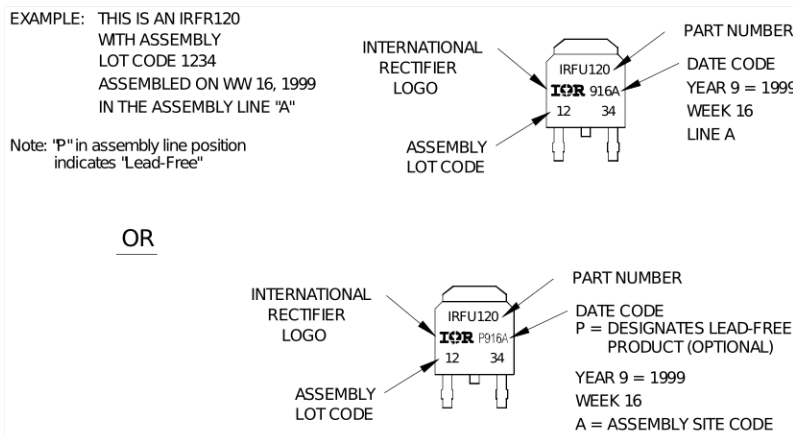 EXAMPLE: THIS IS AN IRFR120
WITH ASSEMBLY
LOT CODE 1234
ASSEMBLED ON WW 16, 1999
IN THE ASSEMBLY LINE "A"
Note: "P" in assembly line position
indicates "Lead-Free"
INTERNATIONAL
RECTIFIER
LOGO
ASSEMBLY
LOT CODE
IRFU120
IOR 916A
12 34
PART NUMBER
DATE CODE
YEAR 9 = 1999
WEEK 16
LINE A
OR
INTERNATIONAL
RECTIFIER
LOGO
ASSEMBLY
LOT CODE
IRFU120
IOR P916A
12 34
PART NUMBER
DATE CODE
P = DESIGNATES LEAD-FREE
PRODUCT (OPTIONAL)
YEAR 9 = 1999
WEEK 16
A = ASSEMBLY SITE CODE